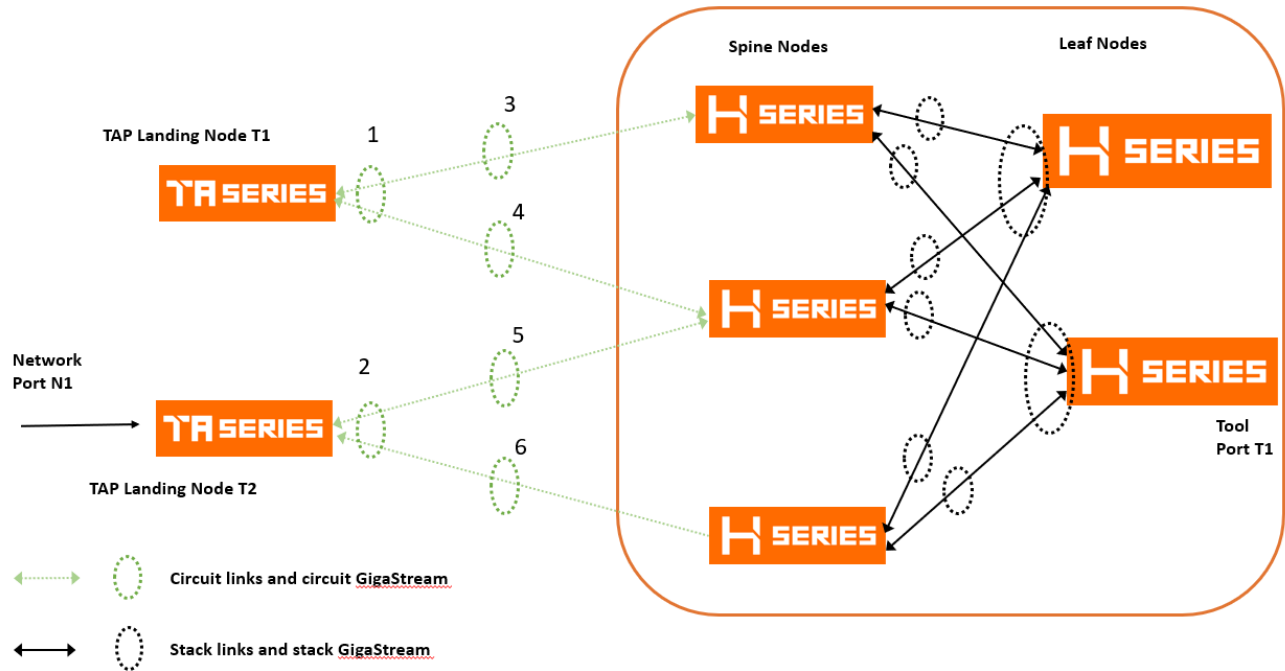 Spine Nodes
Leaf Nodes
TAP Landing Node T1
1
3
4
TA SERIES
H SERIES
H SERIES
H SERIES
H SERIES
Network
Port N1
2
5
6
TA SERIES
TAP Landing Node T2
H SERIES
Tool
Port T1
Circuit links and circuit GigaStream
Stack links and stack GigaStream